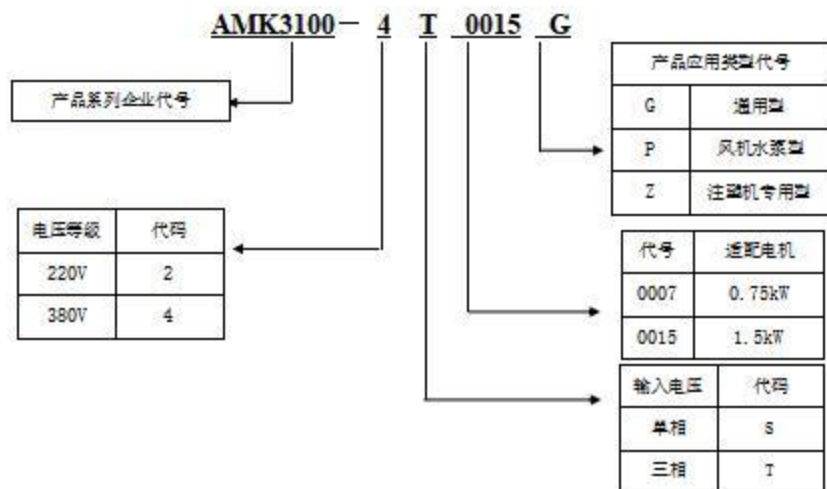 AMK3100- 4 T 0015 G
产品系列企业代号
电压等级 代码
220V 2
380V 4
产品应用类型代号
G 通用型
P 风机水浆型
Z 注塑机专用型
代号 适配电机
0007 0.75kW
0015 1.5kW
输入电压 代码
单相 S
三相 T